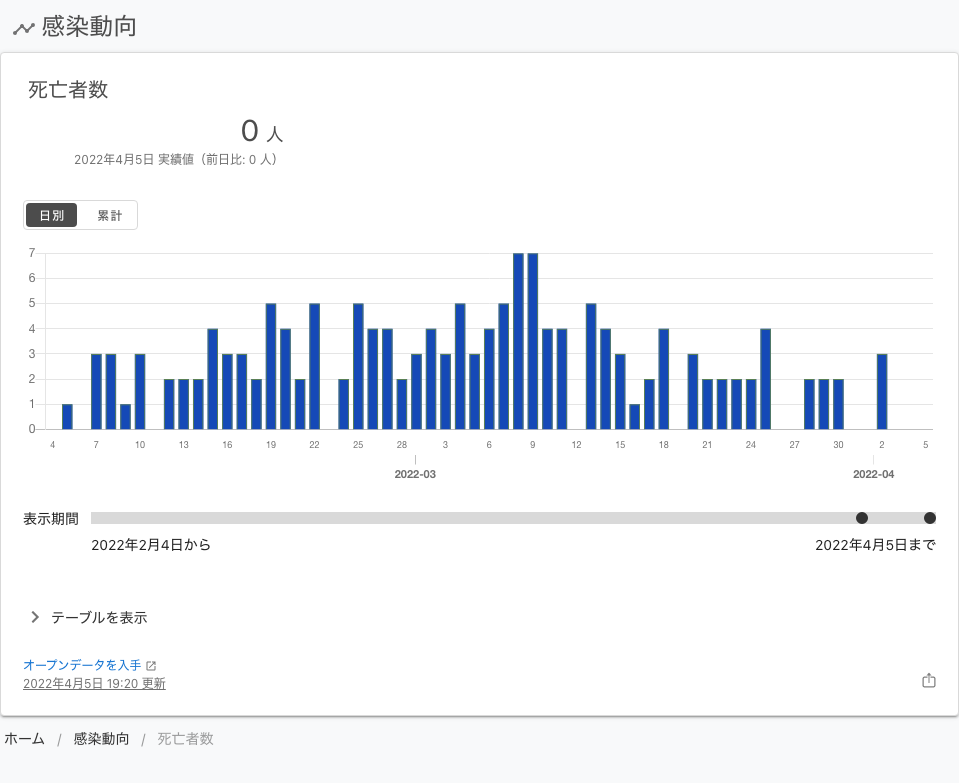 感染動向
死亡者数
0 人
2022年4月5日 実績値（前日比: 0 人）
日別 累計
7
6
5
4
3
2
1
0
4 7 10 13 16 19 22 25 28 3 6 9 12 15 18 21 24 27 30 2 5
2022-03 2022-04
表示期間
2022年2月4日から 2022年4月5日まで
テーブルを表示
オープンデータを入手
2022年4月5日 19:20 更新
ホーム / 感染動向 / 死亡者数